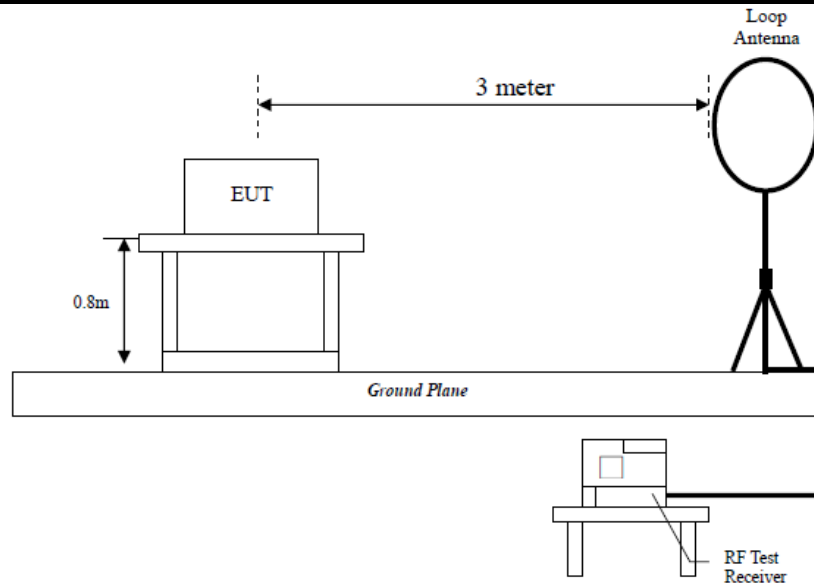 Loop
Antenna
3 meter
EUT
0.8m
Ground Plane
RF Test
Receiver